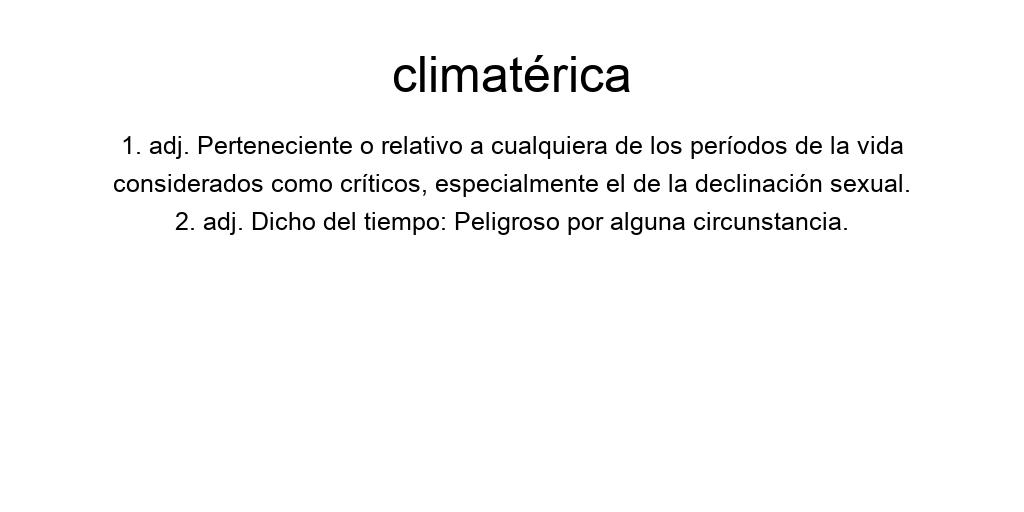 climatérica
1. adj. Perteneciente o relativo a cualquiera de los períodos de la vida
considerados como críticos, especialmente el de la declinación sexual.
2. adj. Dicho del tiempo: Peligroso por alguna circunstancia.